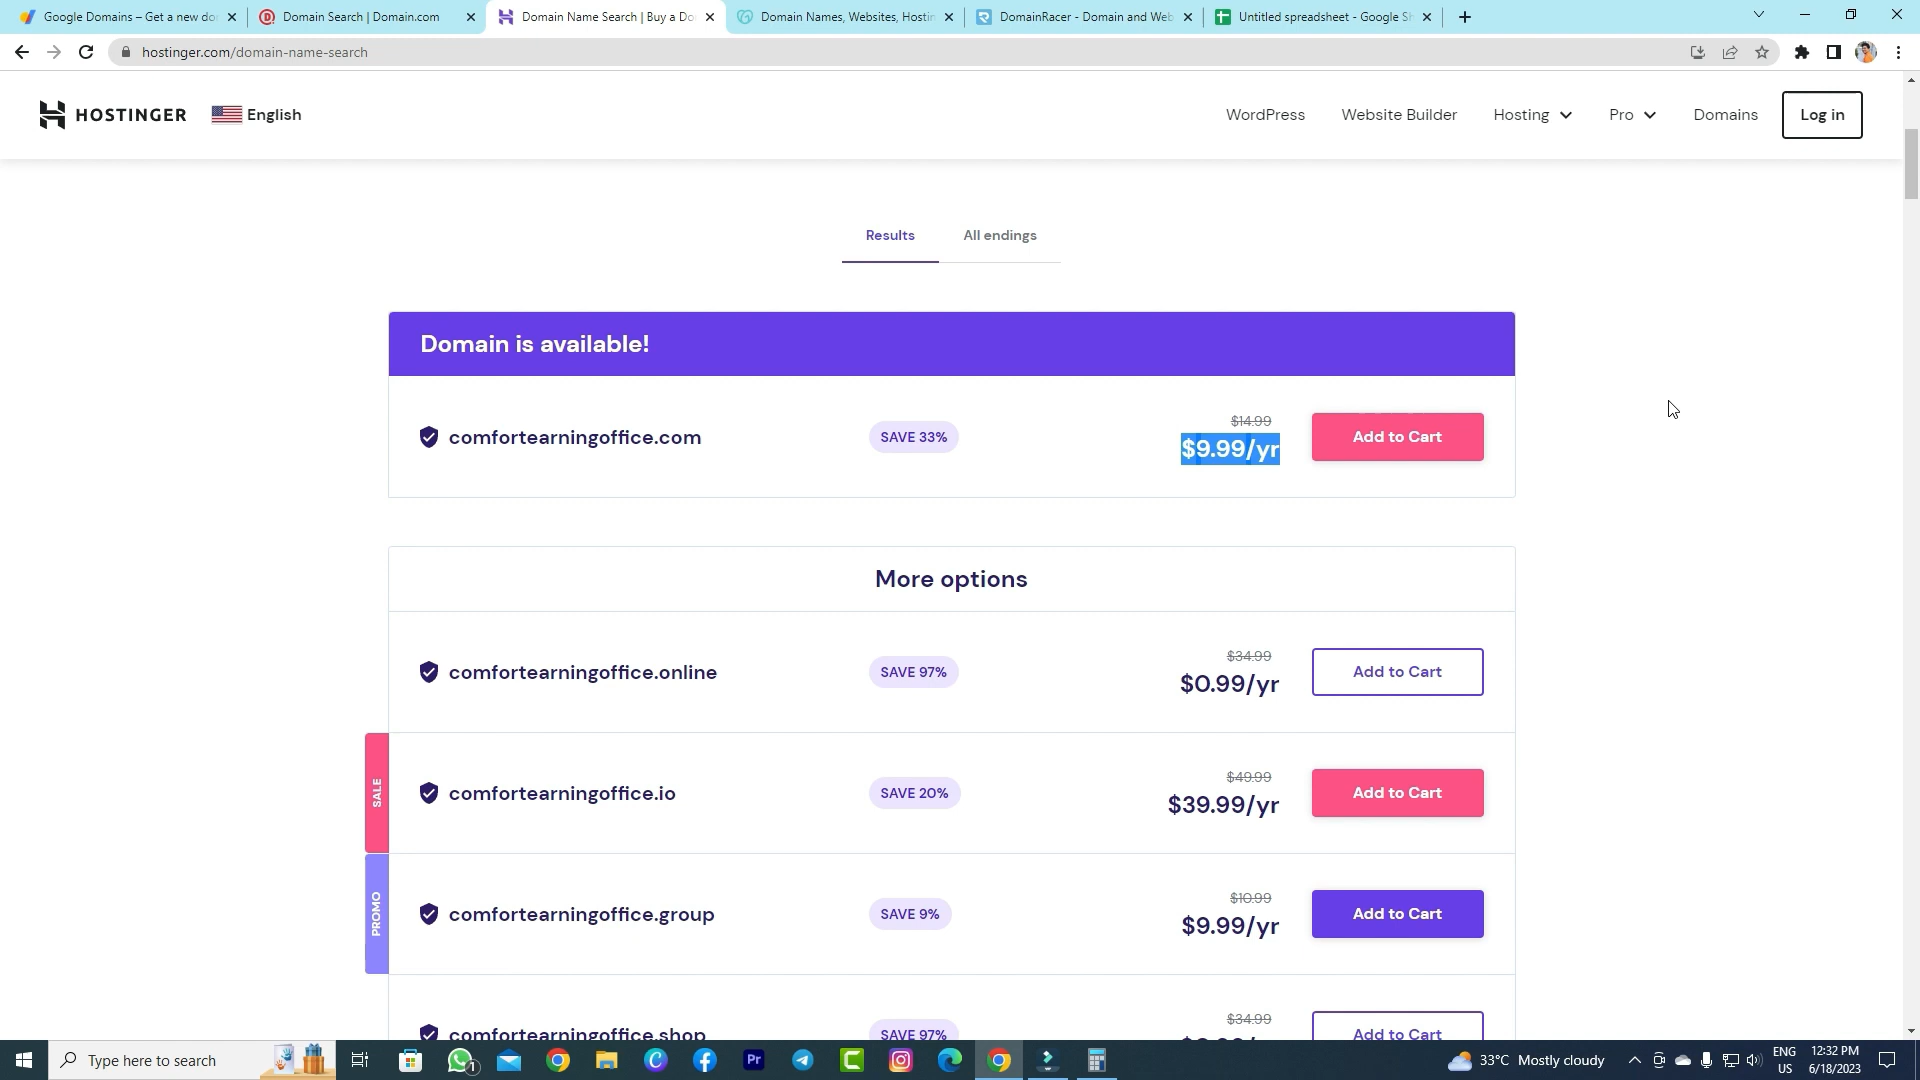 Google Domains – Get a new do
Domain Search | Domain.com
Domain Name Search | Buy a Do
Domain Names, Websites, Hostin
DomainRacer - Domain and Web
Untitled spreadsheet - Google Sh
hostinger.com/domain-name-search
HOSTINGER
English
WordPress
Website Builder
Hosting
Pro
Domains
Log in
Results
All endings
Domain is available!
comfortearningoffice.com
SAVE 33%
$14.99
$9.99/yr
Add to Cart
More options
comfortearningoffice.online
SAVE 97%
$34.99
$0.99/yr
Add to Cart
SALE
comfortearningoffice.io
SAVE 20%
$49.99
$39.99/yr
Add to Cart
PROMO
comfortearningoffice.group
SAVE 9%
$10.99
$9.99/yr
Add to Cart
comfortearningoffice.shop
SAVE 97%
$34.99
Add to Cart
Type here to search
Pr
1
33°C Mostly cloudy
ENG
US
12:32 PM
6/18/2023